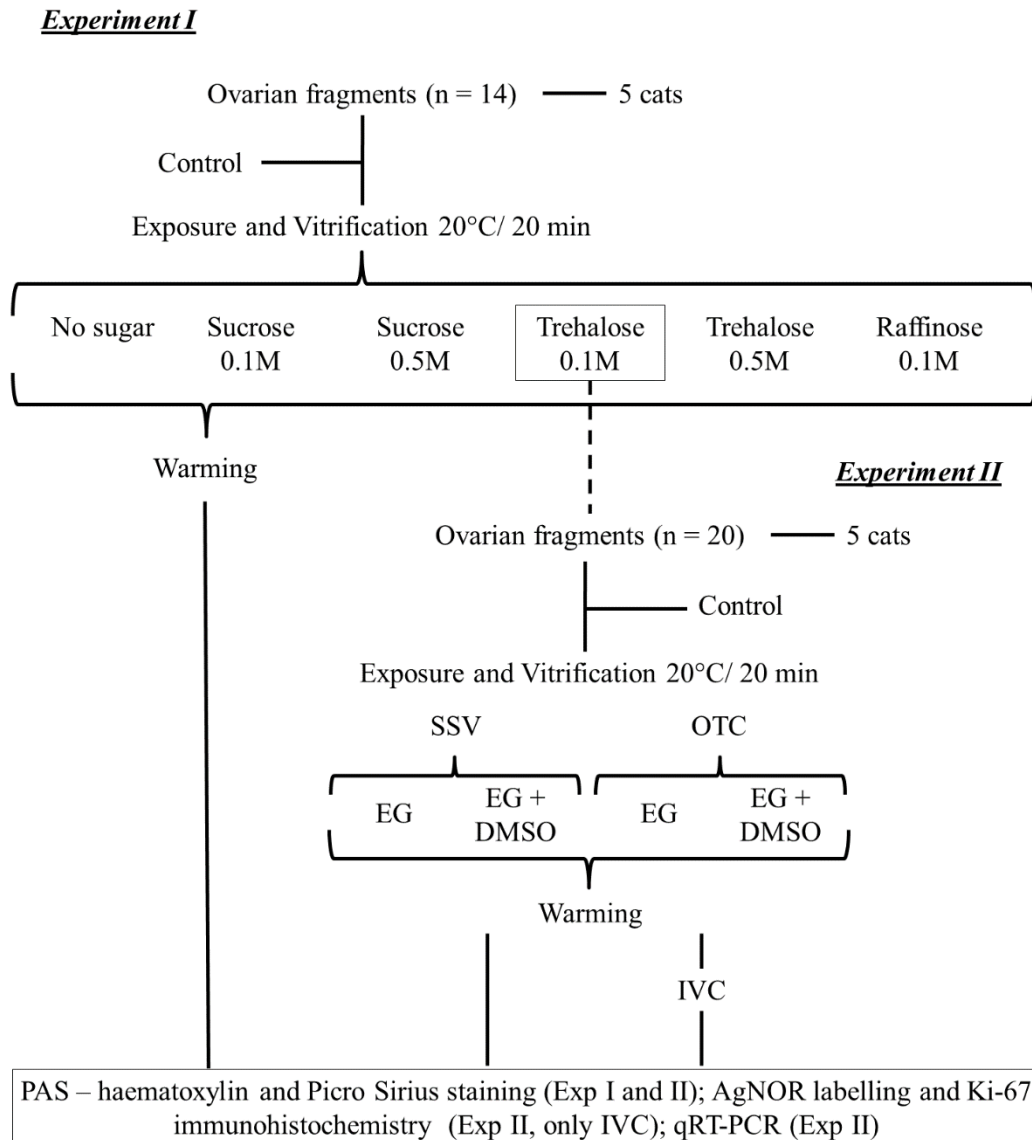 Experiment I
Ovarian fragments (n = 14) 5 cats
Control
Exposure and Vitrification 20°C/ 20 min
No sugar Sucrose 0.1M Sucrose 0.5M Trehalose 0.1M Trehalose 0.5M Raffinose 0.1M
Warming
Experiment II
Ovarian fragments (n = 20) 5 cats
Control
Exposure and Vitrification 20°C/ 20 min
SSV OTC
EG EG + DMSO EG EG + DMSO
Warming
IVC
PAS – haematoxylin and Picro Sirius staining (Exp I and II); AgNOR labelling and Ki-67
immunohistochemistry (Exp II, only IVC); qRT-PCR (Exp II)